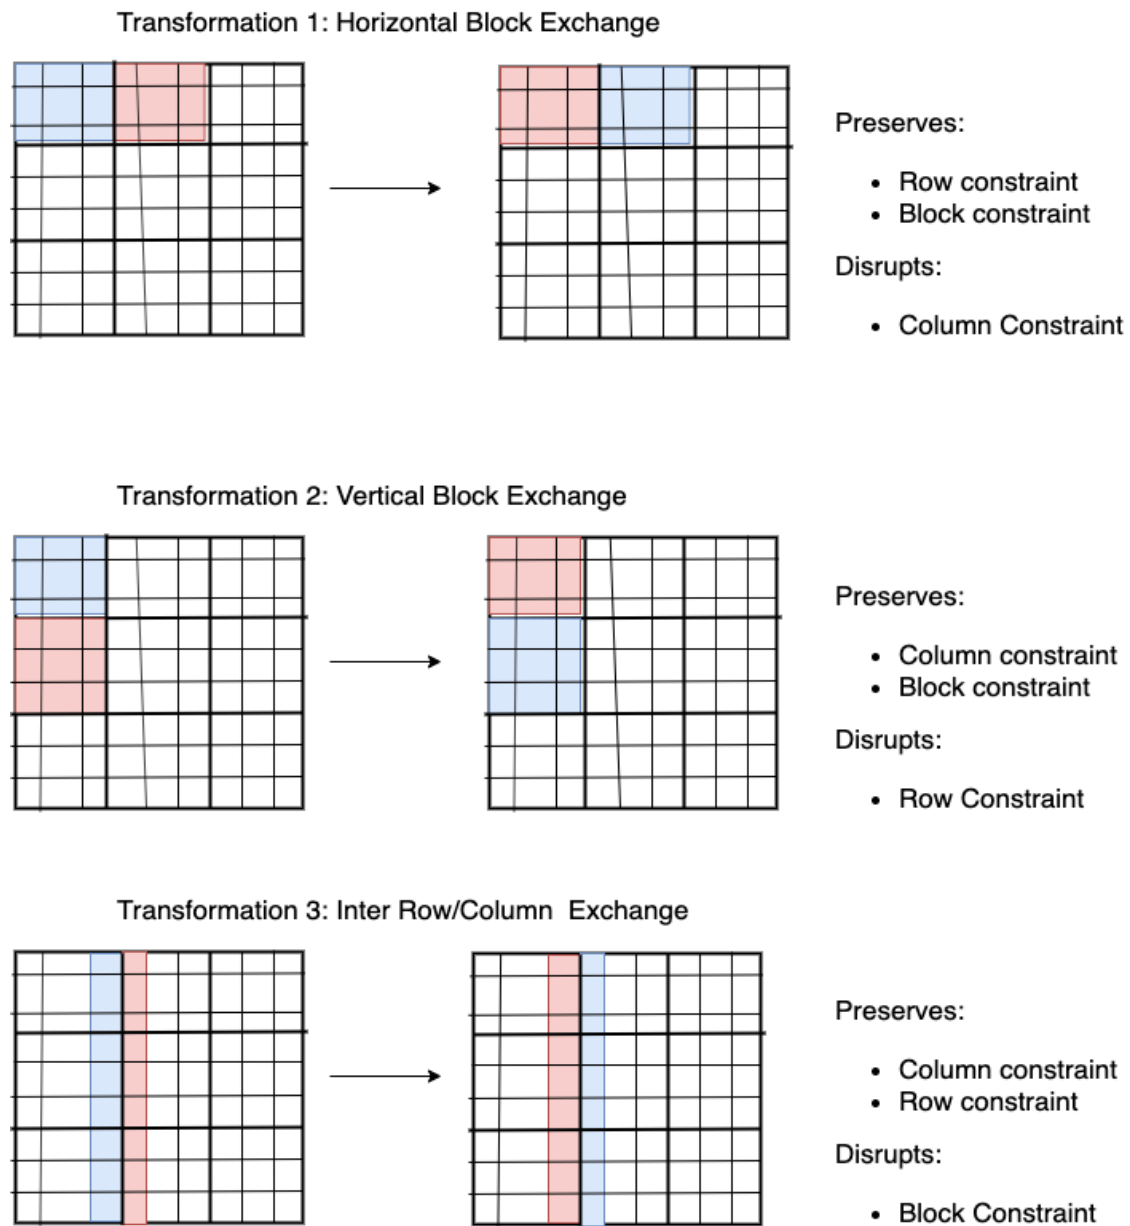 Transformation 1: Horizontal Block Exchange
Preserves:
• Row constraint
• Block constraint
Disrupts:
• Column Constraint
Transformation 2: Vertical Block Exchange
Preserves:
• Column constraint
• Block constraint
Disrupts:
• Row Constraint
Transformation 3: Inter Row/Column  Exchange
Preserves:
• Column constraint
• Row constraint
Disrupts:
• Block Constraint